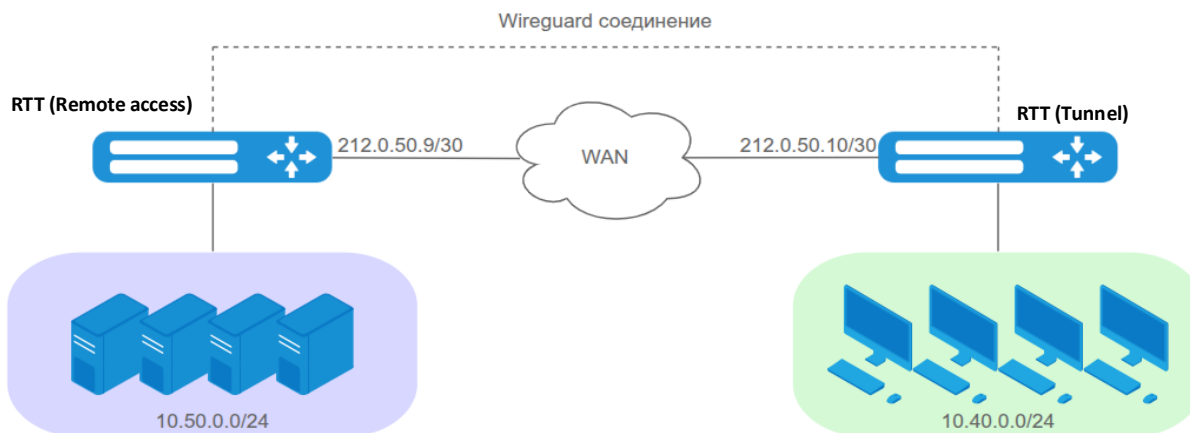 Wireguard соединение
RTT (Remote access)
RTT (Tunnel)
212.0.50.9/30
WAN
212.0.50.10/30
10.50.0.0/24
10.40.0.0/24